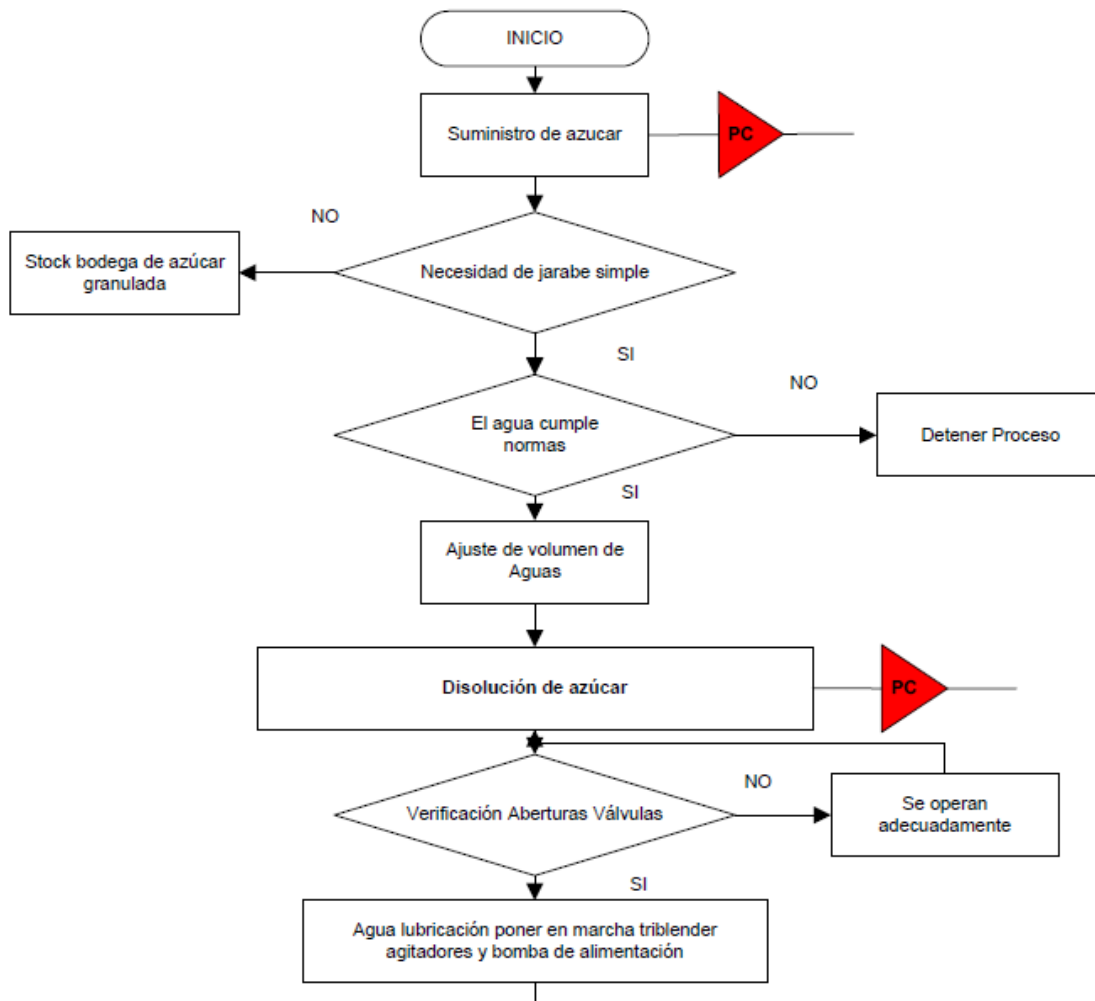 INICIO
Suministro de azucar
PC
NO
Stock bodega de azúcar
granulada
Necesidad de jarabe simple
SI
NO
El agua cumple
normas
Detener Proceso
SI
Ajuste de volumen de
Aguas
Disolución de azúcar
PC
NO
Verificación Aberturas Válvulas
Se operan
adecuadamente
SI
Agua lubricación poner en marcha triblender
agitadores y bomba de alimentación